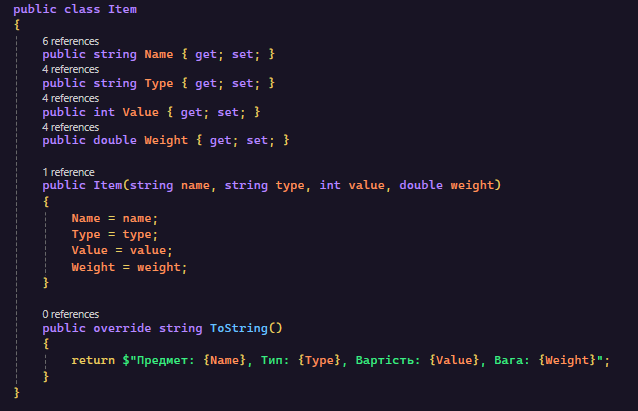 public class Item
{
6 references
public string Name { get; set; }
4 references
public string Type { get; set; }
4 references
public int Value { get; set; }
4 references
public double Weight { get; set; }
1 reference
public Item(string name, string type, int value, double weight)
{
Name = name;
Type = type;
Value = value;
Weight = weight;
}
0 references
public override string ToString()
{
return $"Предмет: {Name}, Тип: {Type}, Вартість: {Value}, Вага: {Weight}";
}
}